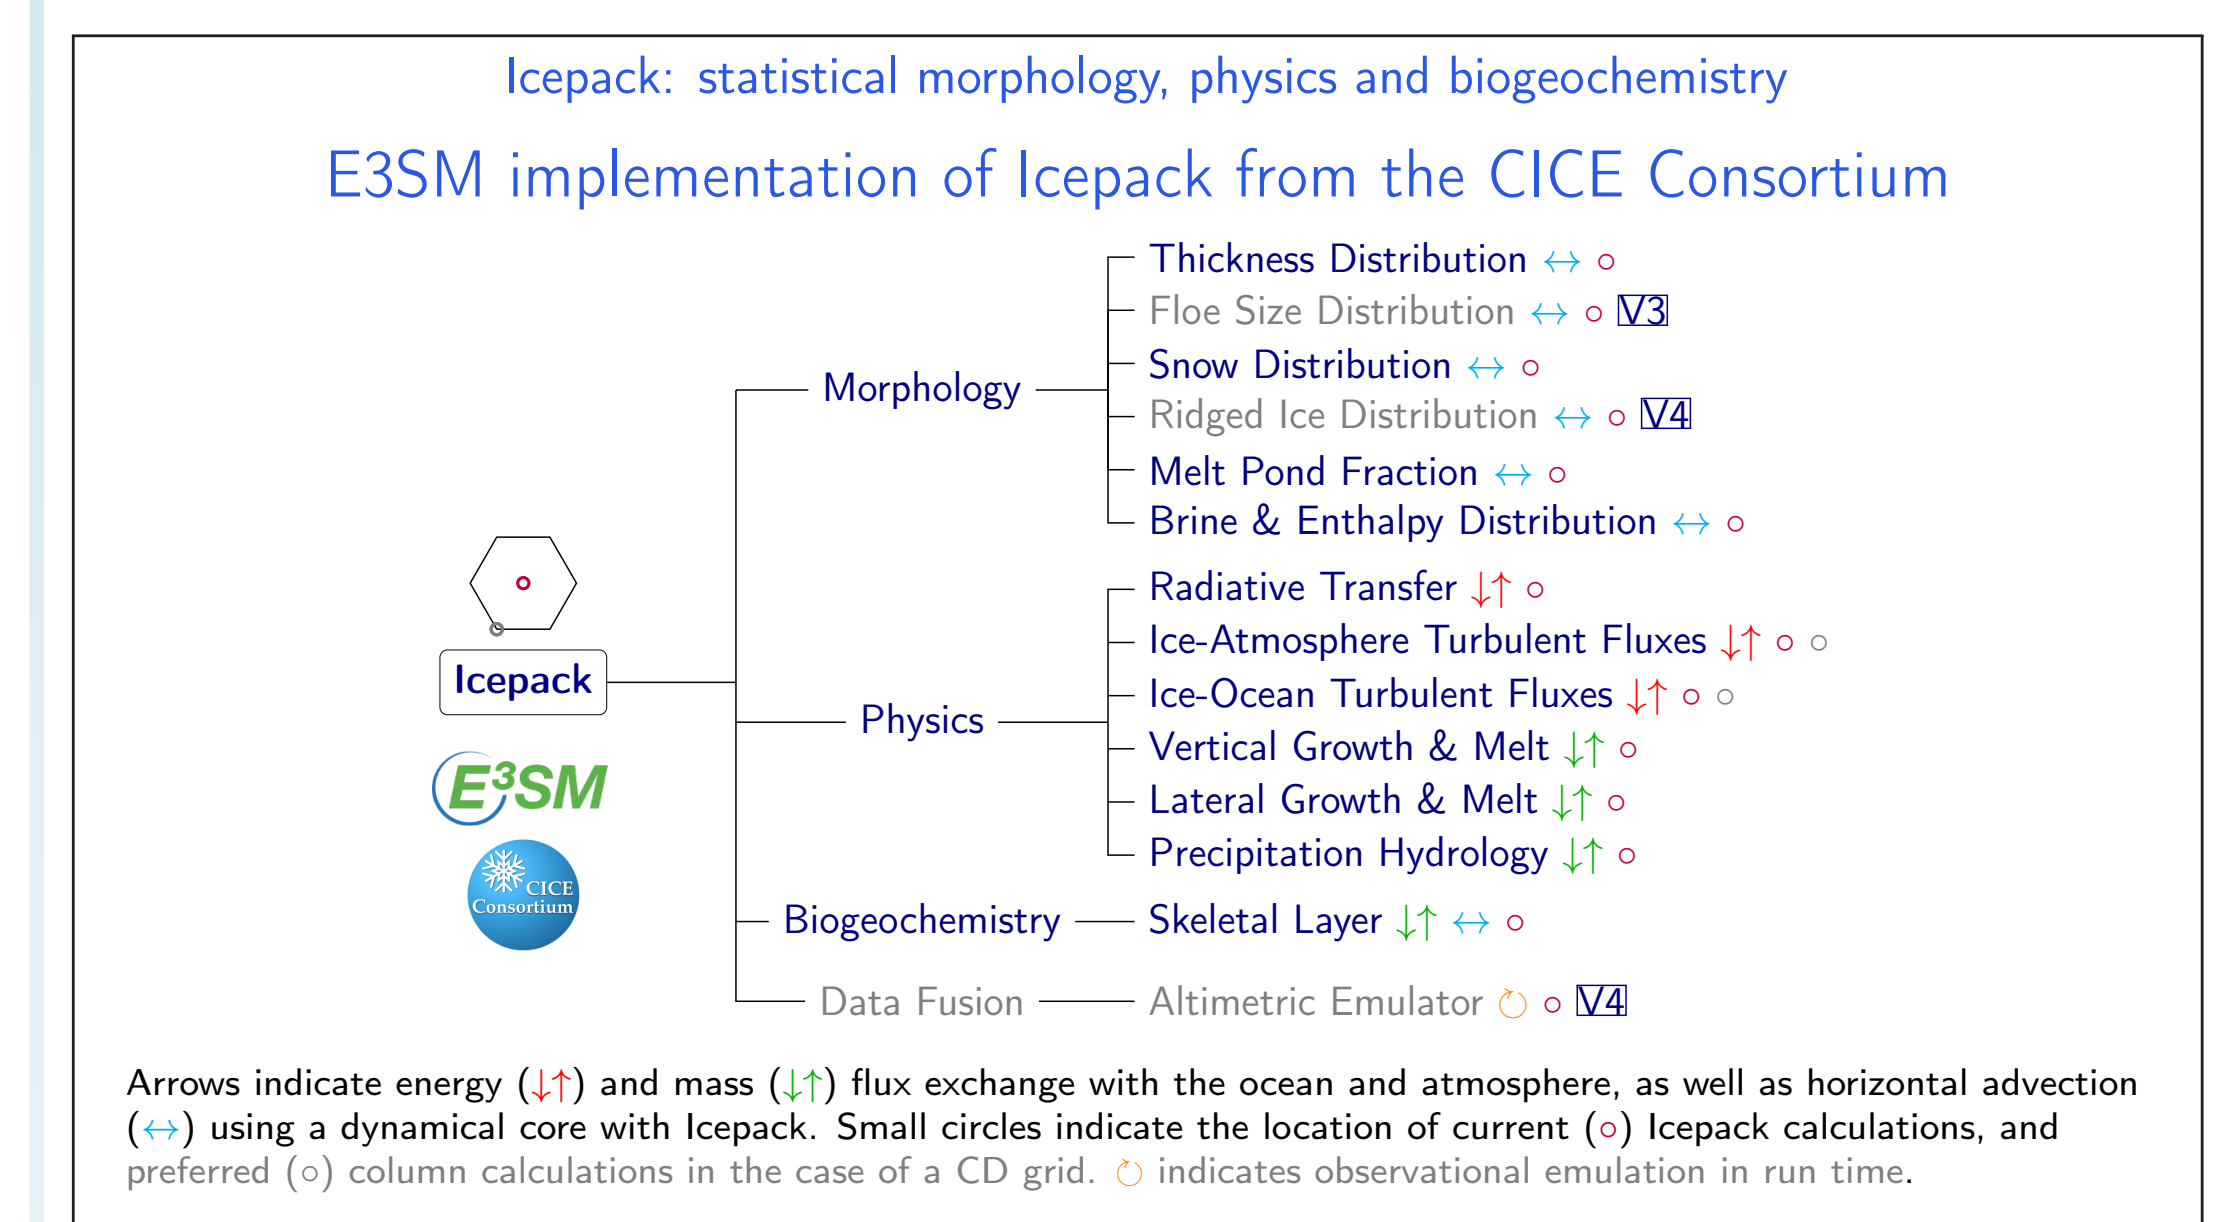 Icepack: statistical morphology, physics and biogeochemistry
E3SM implementation of Icepack from the CICE Consortium
Icepack
E³SM
CICE
Consortium
Morphology
Thickness Distribution ↔ ○
Floe Size Distribution ↔ ○ V3
Snow Distribution ↔ ○
Ridged Ice Distribution ↔ ○ V4
Melt Pond Fraction ↔ ○
Brine & Enthalpy Distribution ↔ ○
Physics
Radiative Transfer ↓↑ ○
Ice-Atmosphere Turbulent Fluxes ↓↑ ○ ○
Ice-Ocean Turbulent Fluxes ↓↑ ○ ○
Vertical Growth & Melt ↓↑ ○
Lateral Growth & Melt ↓↑ ○
Precipitation Hydrology ↓↑ ○
Biogeochemistry
Skeletal Layer ↓↑ ↔ ○
Data Fusion
Altimetric Emulator ↻ ○ V4
Arrows indicate energy (↓↑) and mass (↓↑) flux exchange with the ocean and atmosphere, as well as horizontal advection
(↔) using a dynamical core with Icepack. Small circles indicate the location of current (○) Icepack calculations, and
preferred (○) column calculations in the case of a CD grid. ↻ indicates observational emulation in run time.